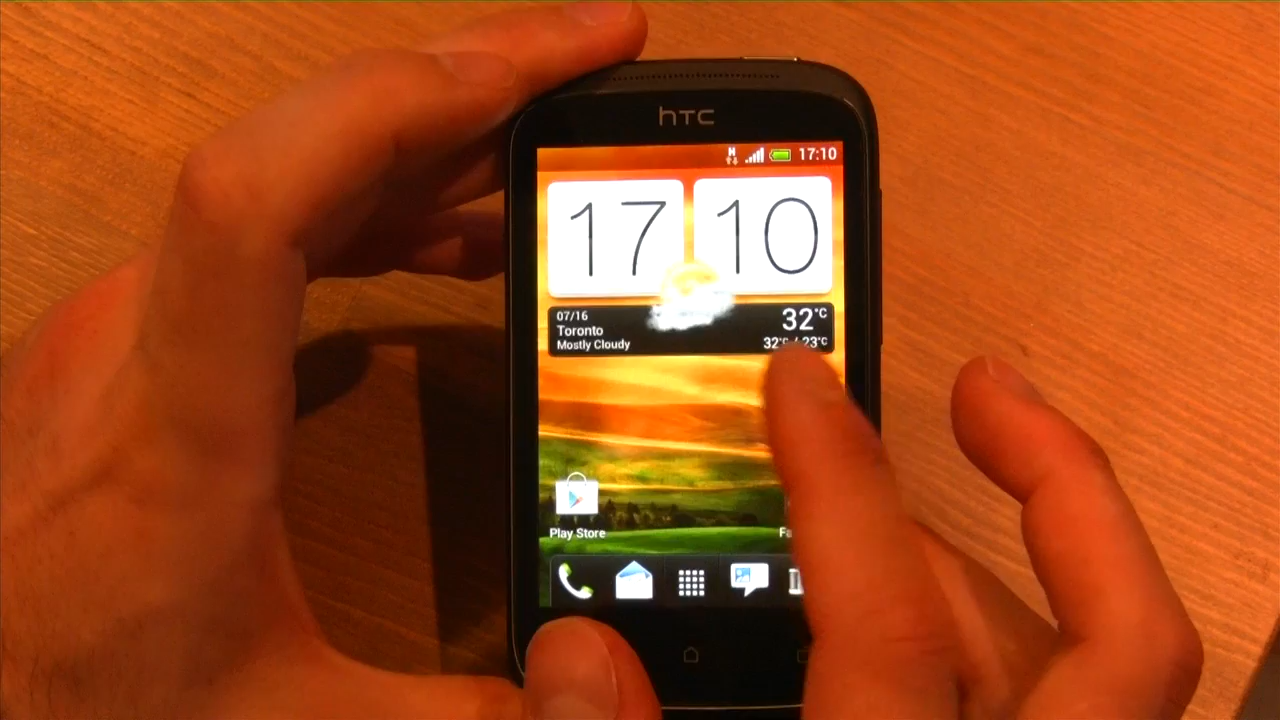 hTC
H 17:10
17 10
07/16 32°C
Toronto
Mostly Cloudy 32°C / 23°C
Play Store